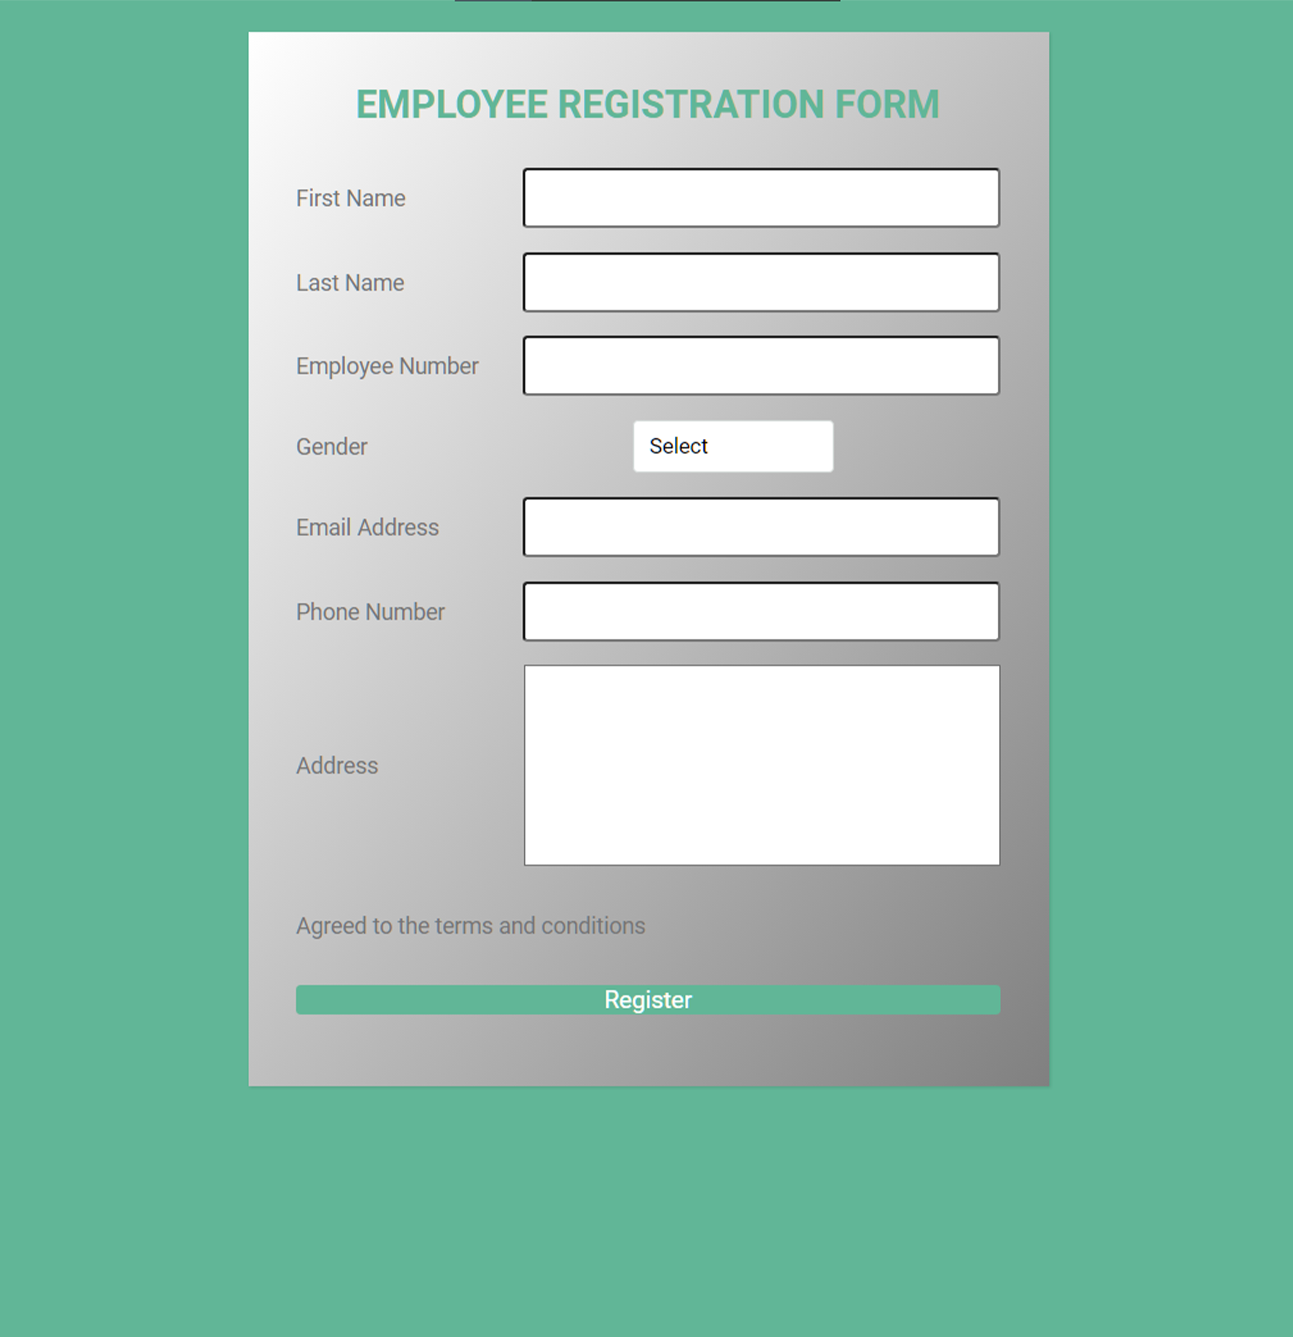 EMPLOYEE REGISTRATION FORM
First Name
Last Name
Employee Number
Gender Select
Email Address
Phone Number
Address
Agreed to the terms and conditions
Register